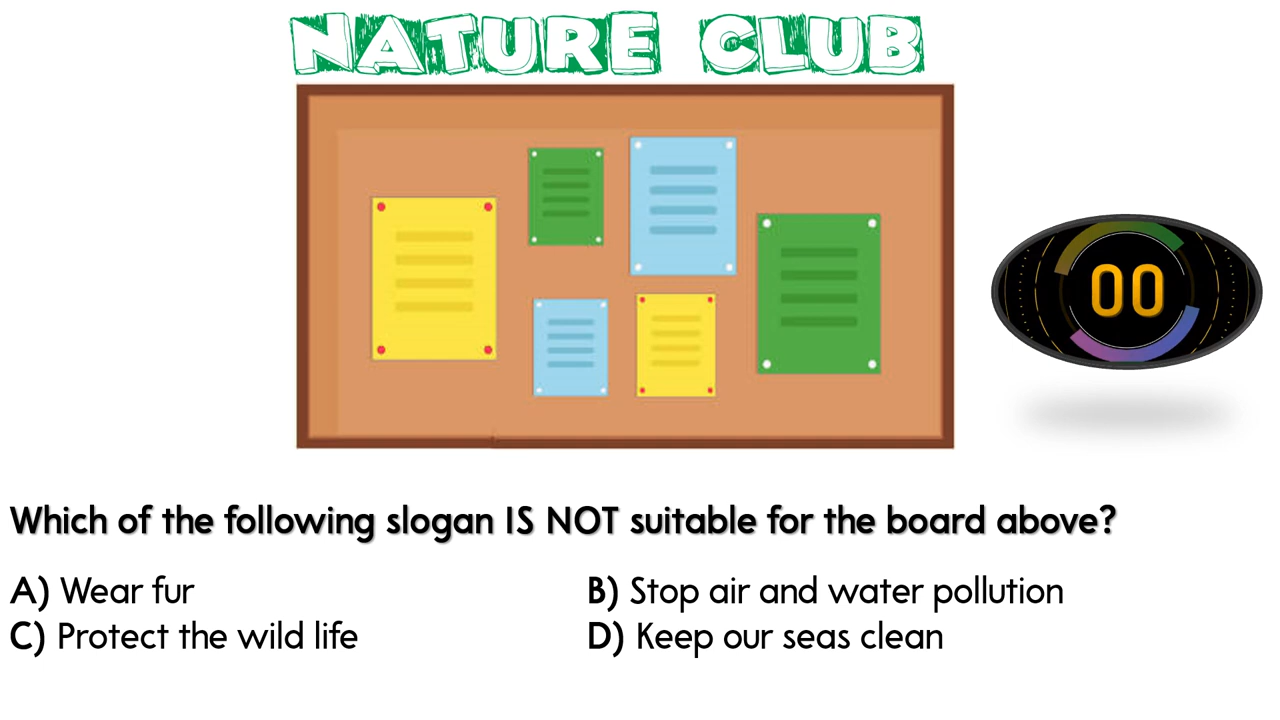 NATURE CLUB
00
Which of the following slogan IS NOT suitable for the board above?
A) Wear fur
B) Stop air and water pollution
C) Protect the wild life
D) Keep our seas clean